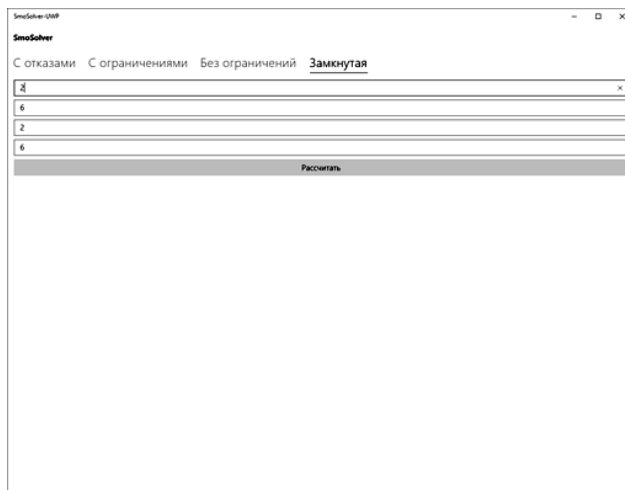 SmoSolver-UWP
SmoSolver
С отказами С ограничениями Без ограничений Замкнутая
2
6
2
6
Рассчитать